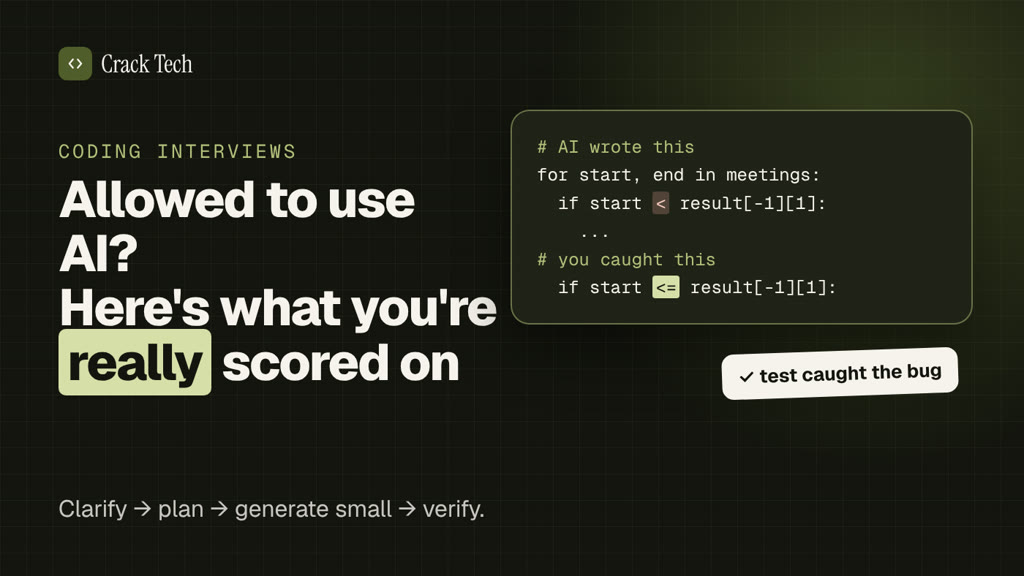 Crack Tech
CODING INTERVIEWS
Allowed to use
AI?
Here's what you're
really scored on
# AI wrote this
for start, end in meetings:
if start < result[-1][1]:
...
# you caught this
if start <= result[-1][1]:
✓ test caught the bug
Clarify → plan → generate small → verify.